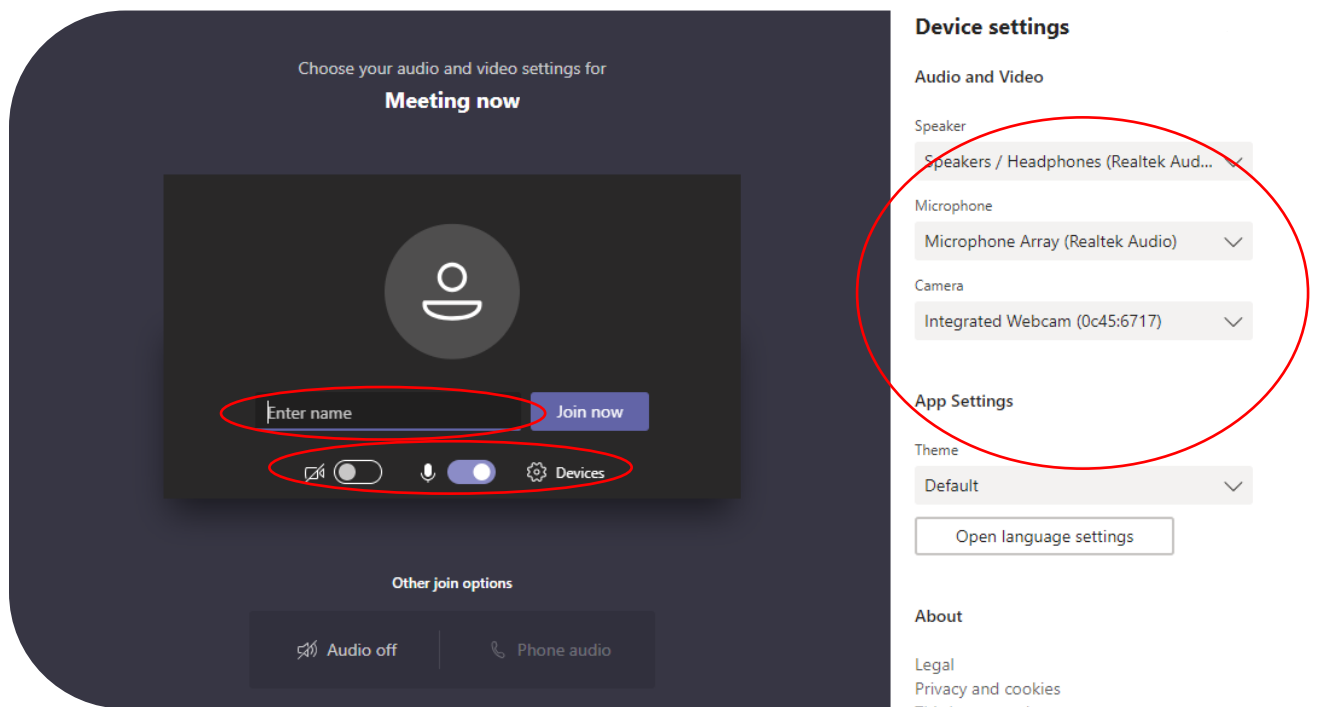 Choose your audio and video settings for
Meeting now
Enter name
Join now
Devices
Other join options
Audio off
Phone audio
Device settings
Audio and Video
Speaker
Speakers / Headphones (Realtek Aud...
Microphone
Microphone Array (Realtek Audio)
Camera
Integrated Webcam (0c45:6717)
App Settings
Theme
Default
Open language settings
About
Legal
Privacy and cookies